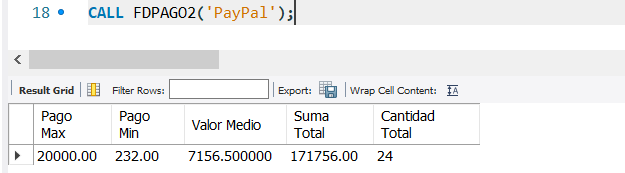 18 CALL FDPAGO2('PayPal');
Result Grid Filter Rows: Export: Wrap Cell Content: IA
Pago Max Pago Min Valor Medio Suma Total Cantidad Total
20000.00 232.00 7156.500000 171756.00 24